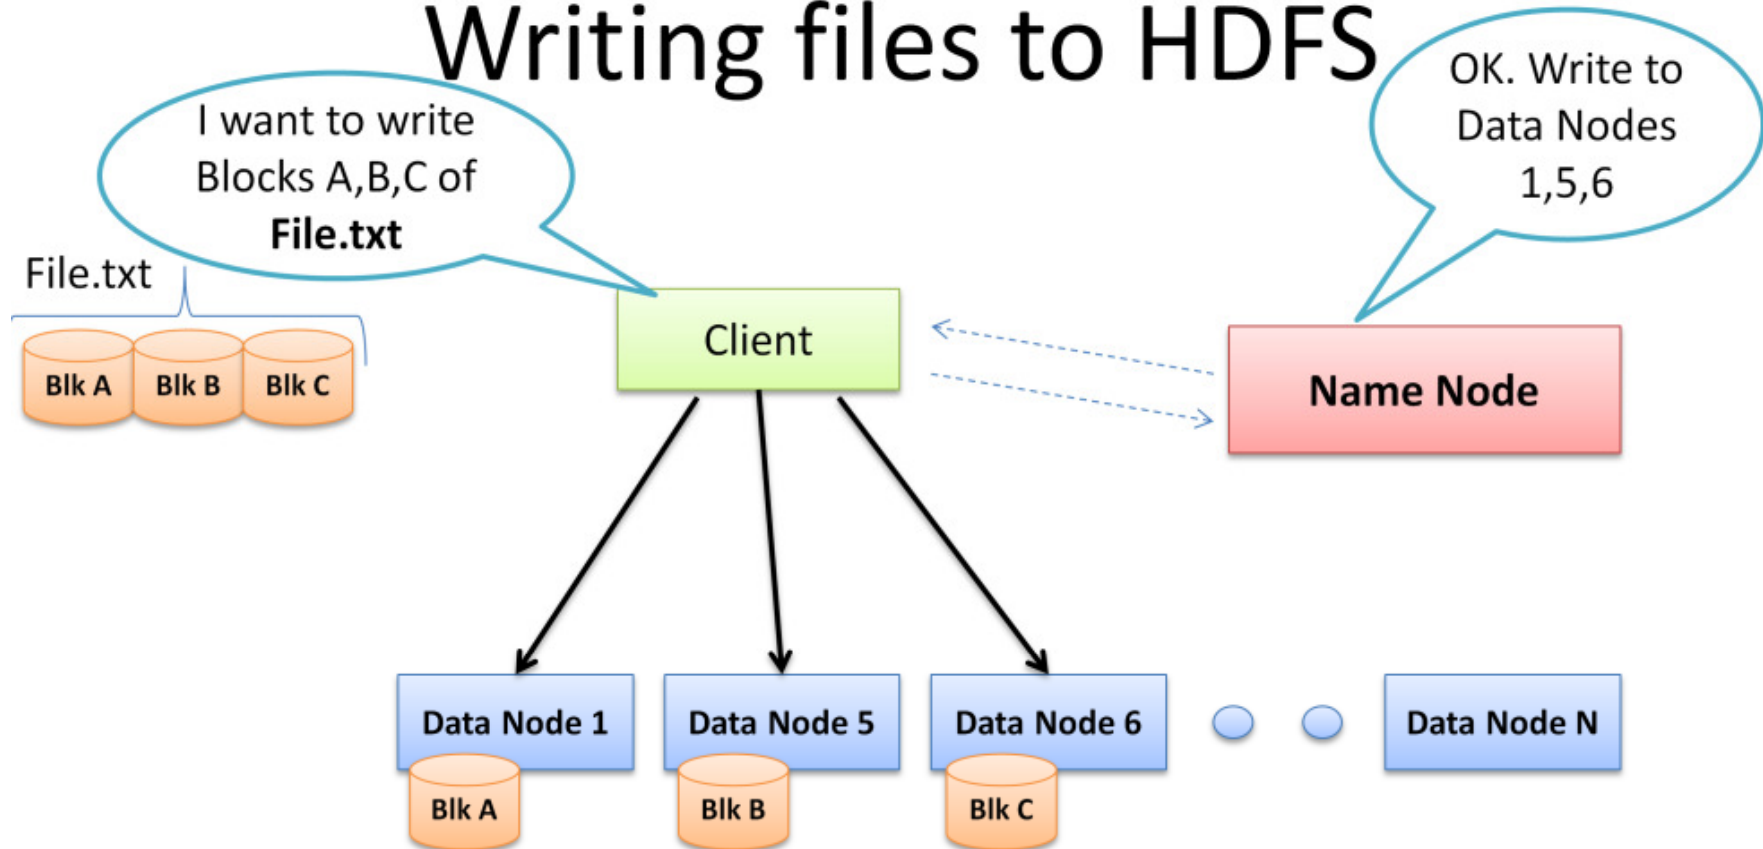 Writing files to HDFS
I want to write
Blocks A,B,C of
File.txt
OK. Write to
Data Nodes
1,5,6
File.txt
Blk A
Blk B
Blk C
Client
Name Node
Data Node 1
Data Node 5
Data Node 6
Data Node N
Blk A
Blk B
Blk C